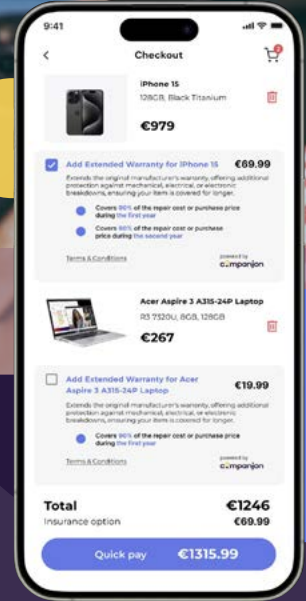 9:41
Checkout
2
iPhone 15
128GB, Black Titanium
€979
Add Extended Warranty for iPhone 15 €69.99
Extends the original manufacturer's warranty, offering additional
protection against mechanical, electrical, or electronic
breakdowns, ensuring your item is covered for longer.
Covers 90% of the repair cost or purchase price
during the first year
Covers 60% of the repair cost or purchase
price during the second year
Terms & Conditions
powered by
companjon
Acer Aspire 3 A315-24P Laptop
R3 7320U, 8GB, 128GB
€267
Add Extended Warranty for Acer
Aspire 3 A315-24P Laptop
€19.99
Extends the original manufacturer's warranty, offering additional
protection against mechanical, electrical, or electronic
breakdowns, ensuring your item is covered for longer.
Covers 90% of the repair cost or purchase price
during the first year
Terms & Conditions
powered by
companjon
Total €1246
Insurance option €69.99
Quick pay €1315.99